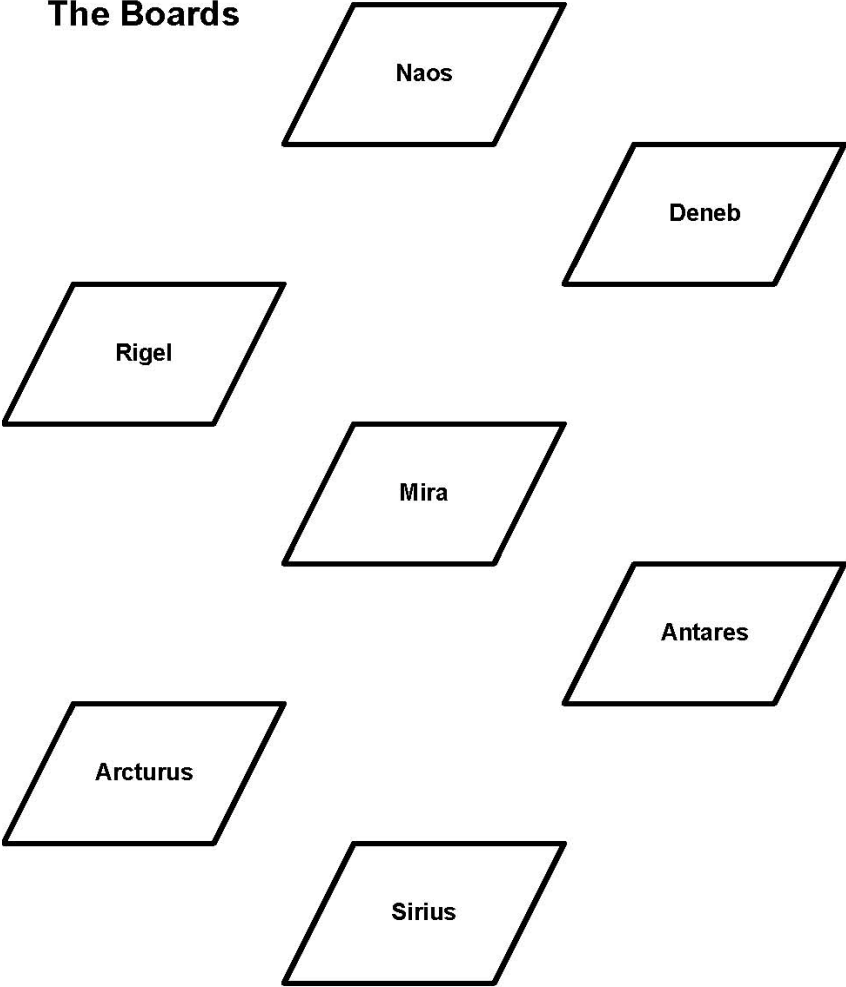 The Boards
Naos
Deneb
Rigel
Mira
Antares
Arcturus
Sirius